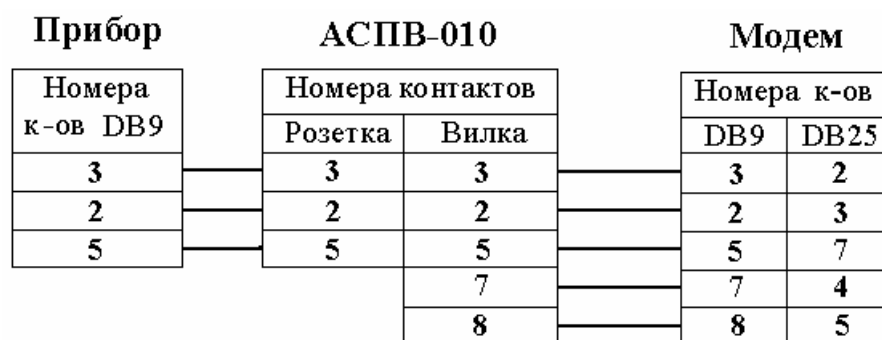 Прибор АСПВ-010 Модем
Номера Номера контактов Номера к-ов
к-ов DB9 Розетка Вилка DB9 DB25
3 3 3 3 2
2 2 2 2 3
5 5 5 5 7
7 7 4
8 8 5